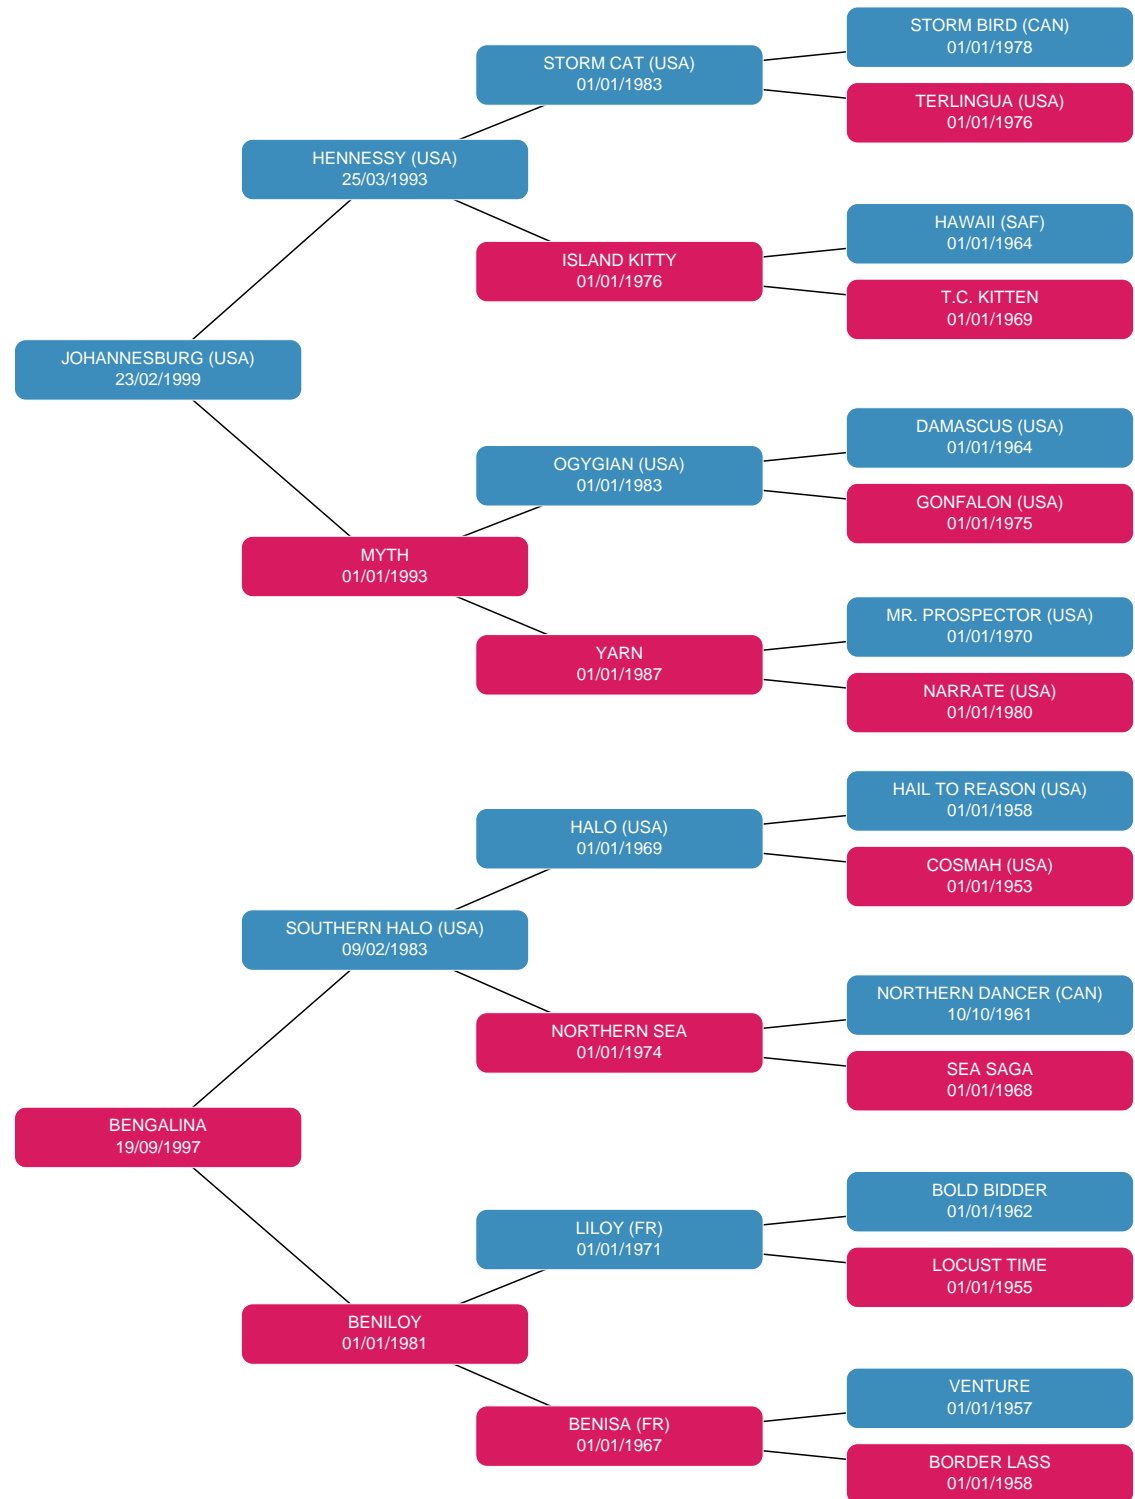 STORM BIRD (CAN)
01/01/1978
STORM CAT (USA)
01/01/1983
TERLINGUA (USA)
01/01/1976
HENNESSY (USA)
25/03/1993
HAWAII (SAF)
01/01/1964
ISLAND KITTY
01/01/1976
T.C. KITTEN
01/01/1969
JOHANNESBURG (USA)
23/02/1999
DAMASCUS (USA)
01/01/1964
OGYGIAN (USA)
01/01/1983
GONFALON (USA)
01/01/1975
MYTH
01/01/1993
MR. PROSPECTOR (USA)
01/01/1970
YARN
01/01/1987
NARRATE (USA)
01/01/1980
HAIL TO REASON (USA)
01/01/1958
HALO (USA)
01/01/1969
COSMAH (USA)
01/01/1953
SOUTHERN HALO (USA)
09/02/1983
NORTHERN DANCER (CAN)
10/10/1961
NORTHERN SEA
01/01/1974
SEA SAGA
01/01/1968
BENGALINA
19/09/1997
BOLD BIDDER
01/01/1962
LILOY (FR)
01/01/1971
LOCUST TIME
01/01/1955
BENILOY
01/01/1981
VENTURE
01/01/1957
BENISA (FR)
01/01/1967
BORDER LASS
01/01/1958